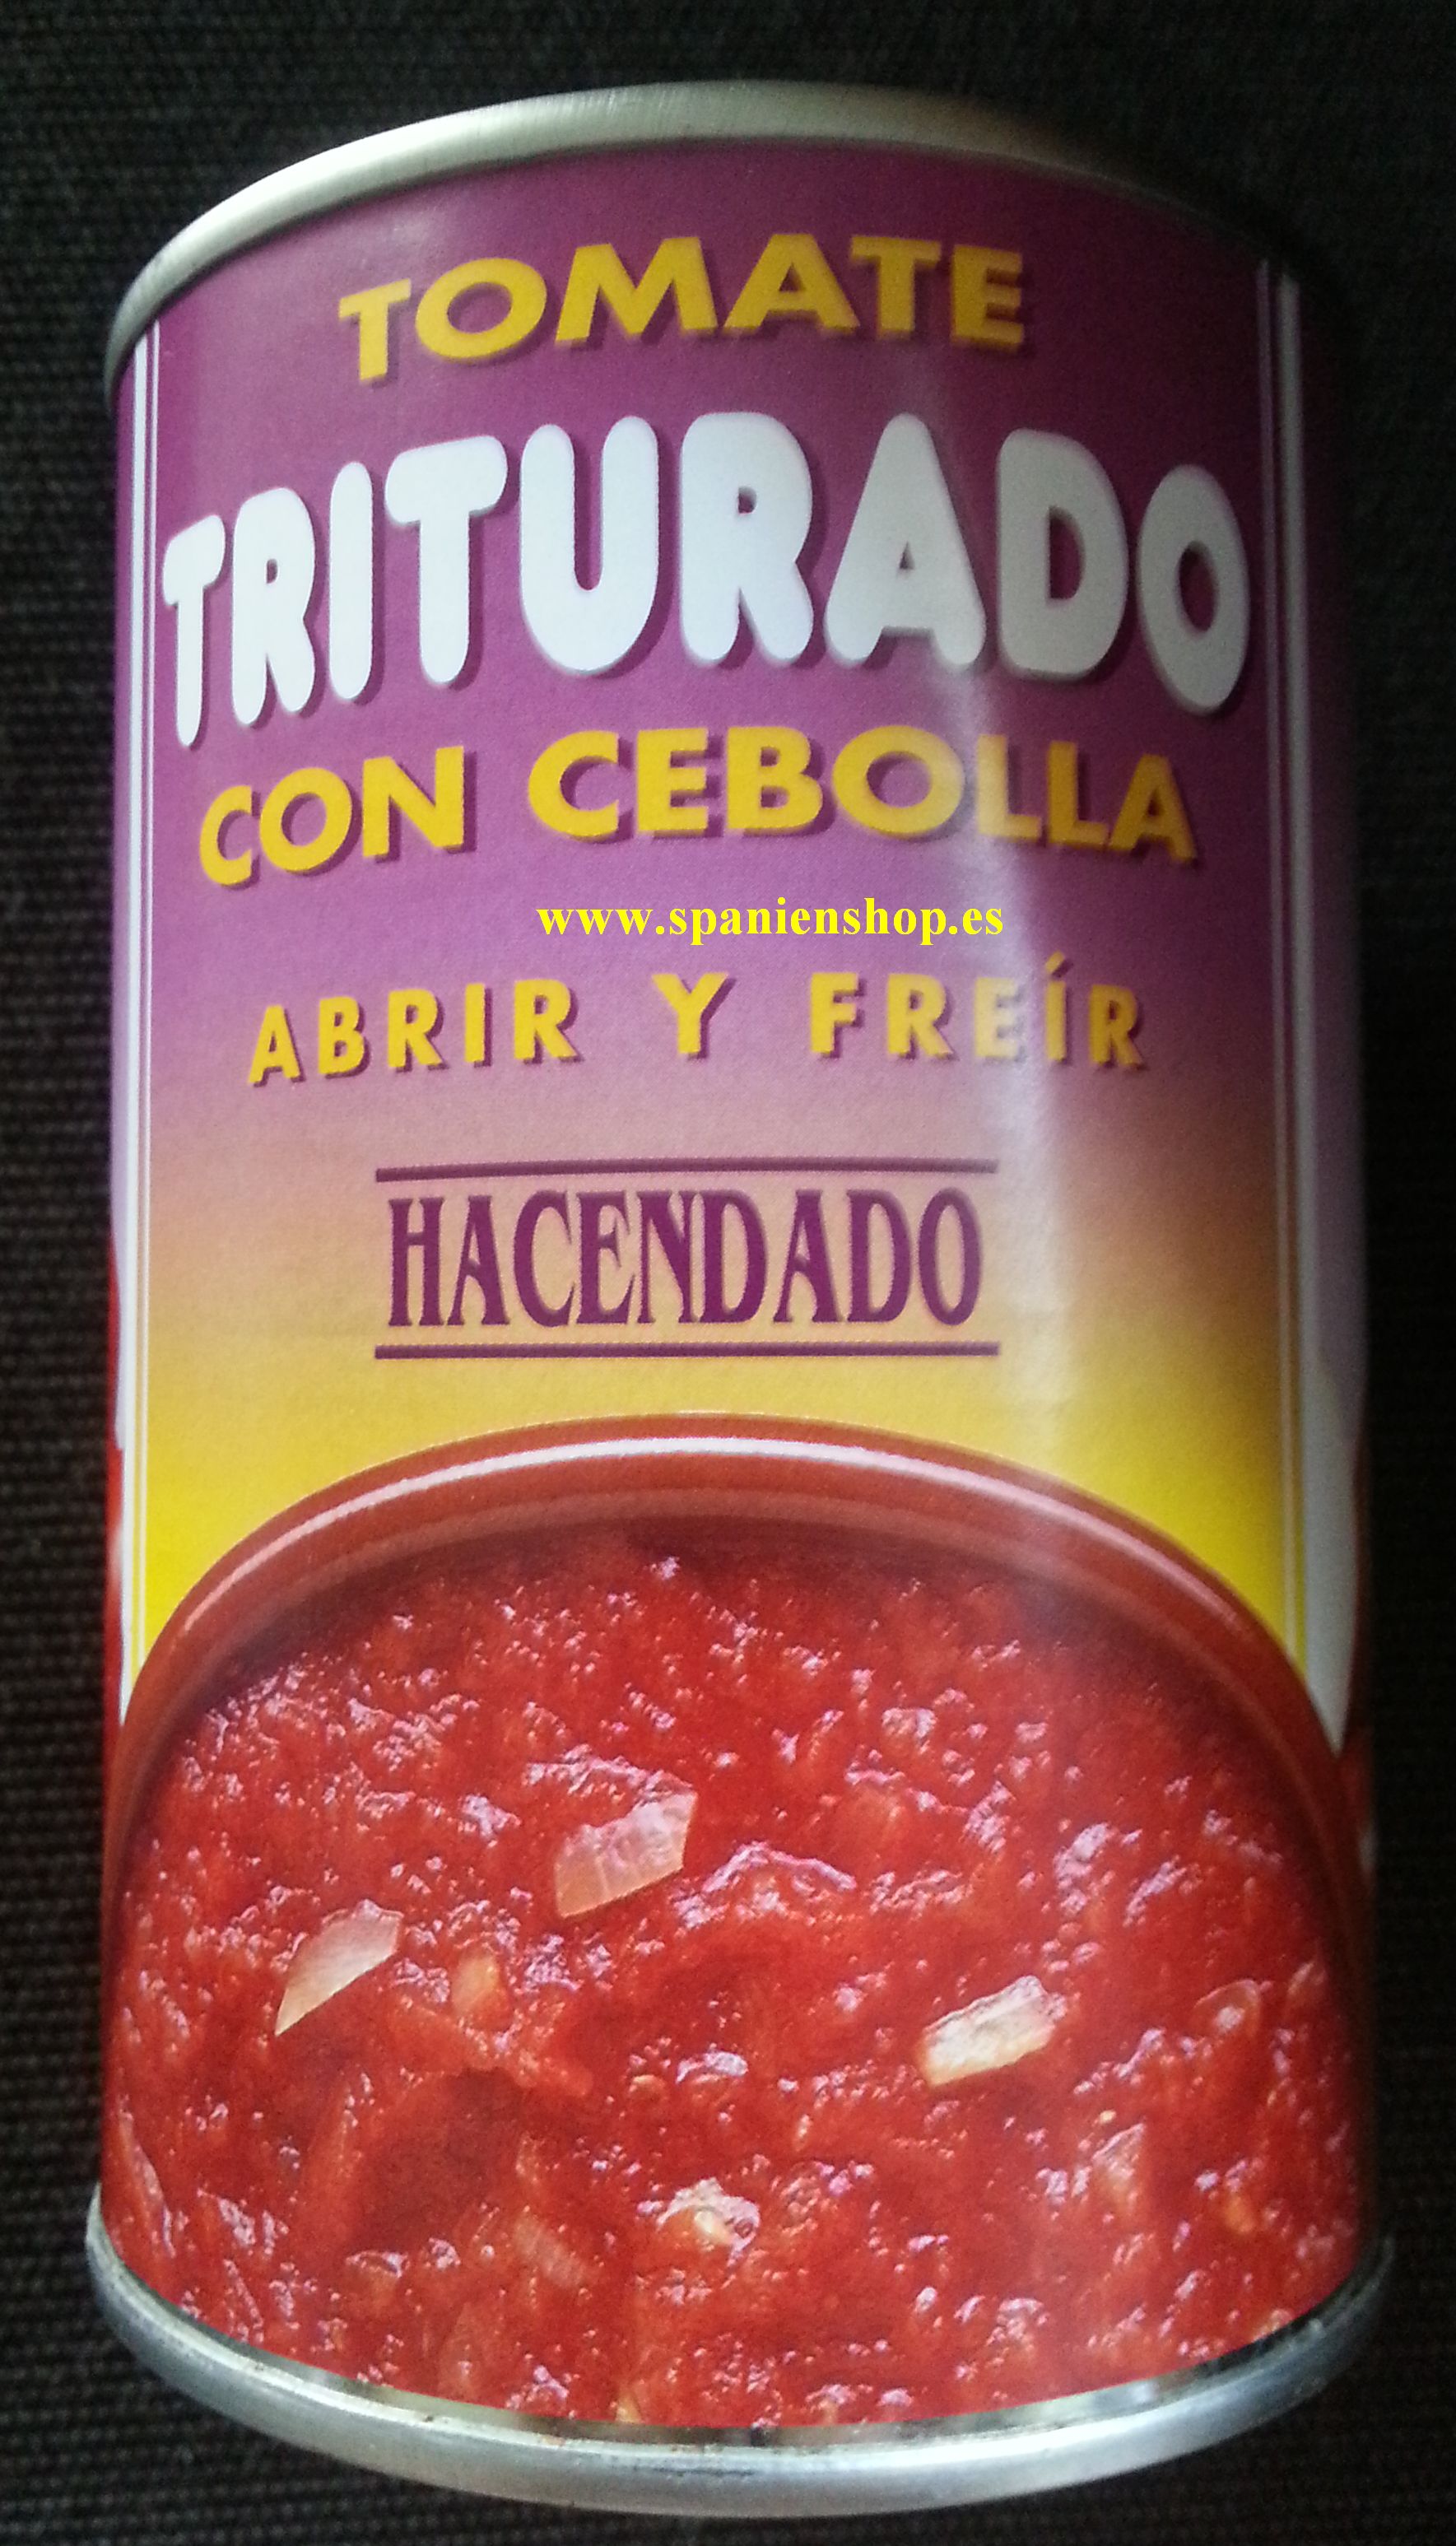 TOMATE
TRITURADO
CON CEBOLLA
www.spanienshop.es
ABRIR Y FREÍR
HACENDADO